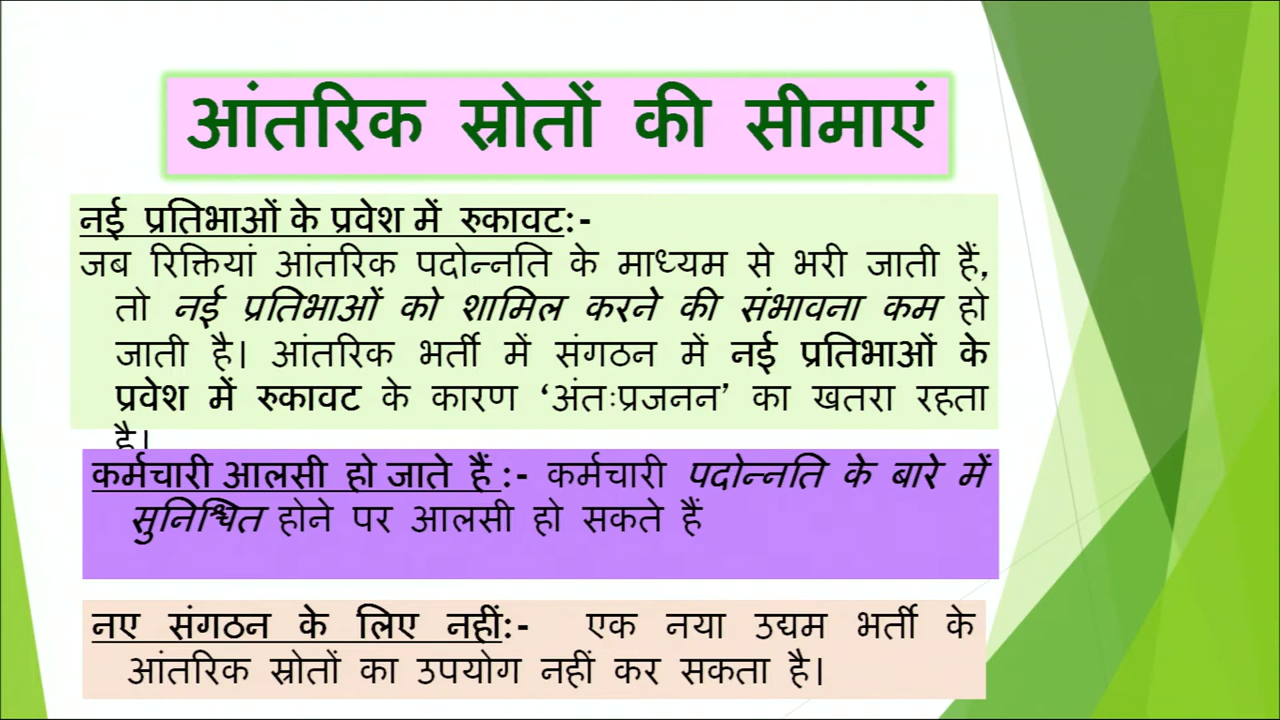 आंतरिक स्रोतों की सीमाएं
नई प्रतिभाओं के प्रवेश में रुकावट:-
जब रिक्तियां आंतरिक पदोन्नति के माध्यम से भरी जाती हैं,
तो नई प्रतिभाओं को शामिल करने की संभावना कम हो
जाती है। आंतरिक भर्ती में संगठन में नई प्रतिभाओं के
प्रवेश में रुकावट के कारण ‘अंतःप्रजनन’ का खतरा रहता
है।
कर्मचारी आलसी हो जाते हैं :- कर्मचारी पदोन्नति के बारे में
सुनिश्चित होने पर आलसी हो सकते हैं
नए संगठन के लिए नहीं:- एक नया उद्यम भर्ती के
आंतरिक स्रोतों का उपयोग नहीं कर सकता है।